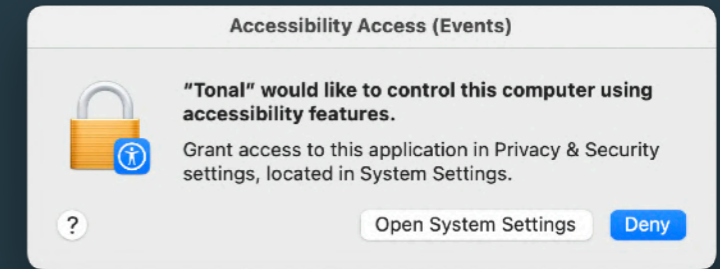 Accessibility Access (Events)
“Tonal” would like to control this computer using
accessibility features.
Grant access to this application in Privacy & Security
settings, located in System Settings.
?
Open System Settings
Deny